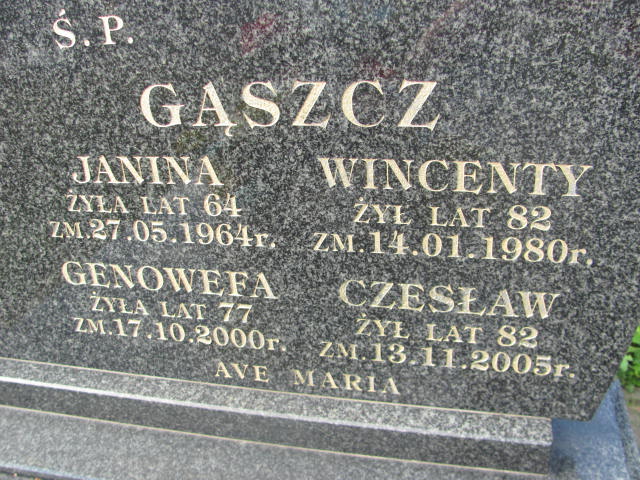 Ś.P.
GĄSZCZ
JANINA
ŻYŁA LAT 64
ZM.27.05.1964r.
WINCENTY
ŻYŁ LAT 82
ZM.14.01.1980r.
GENOWEFA
ŻYŁA LAT 77
ZM.17.10.2000r.
CZESŁAW
ŻYŁ LAT 82
ZM.13.11.2005r.
AVE MARIA